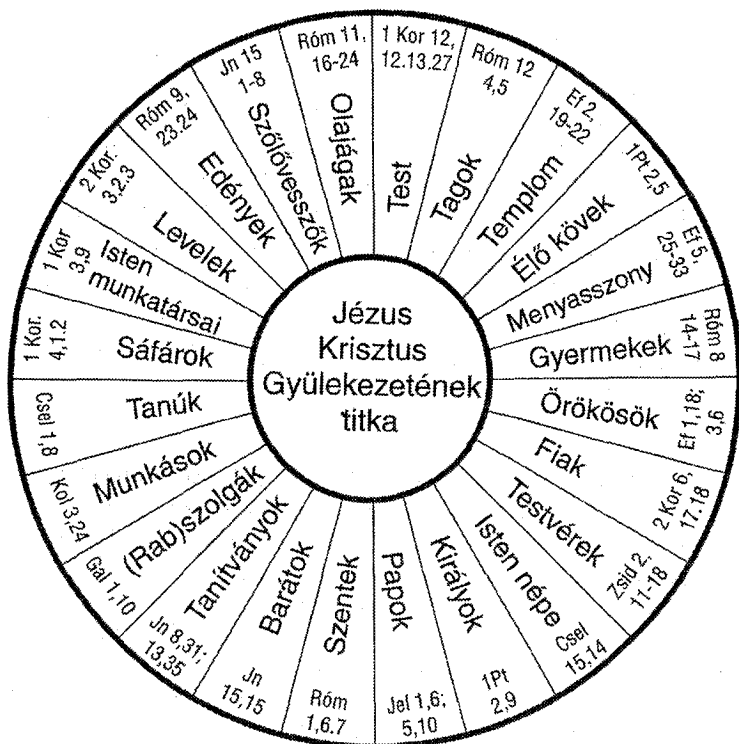 Jézus
Krisztus
Gyülekezetének
titka
1 Kor 12,
12.13.27
Test
Róm 12
4,5
Tagok
Ef 2,
19-22
Templom
1Pt 2,5
Élő kövek
Ef 5,
25-33
Menyasszony
Róm 8
14-17
Gyermekek
Ef 1,18;
3,6
Örökösök
2 Kor 6,
17.18
Fiak
Zsid 2,
11-18
Testvérek
Csel
15,14
Isten népe
1Pt
2,9
Királyok
Jel 1,6;
5,10
Papok
Róm
1,6.7
Szentek
Jn
15,15
Barátok
Jn 8,31;
13,35
Tanítványok
Gal 1,10
(Rab)szolgák
Kol 3,24
Munkások
Csel 1,8
Tanúk
1 Kor.
4,1.2
Sáfárok
1 Kor
3,9
Isten
munkatársai
2 Kor.
3,2.3
Levelek
Róm 9,
23.24
Edények
Jn 15
1-8
Szőlővesszők
Róm 11,
16-24
Olajágak